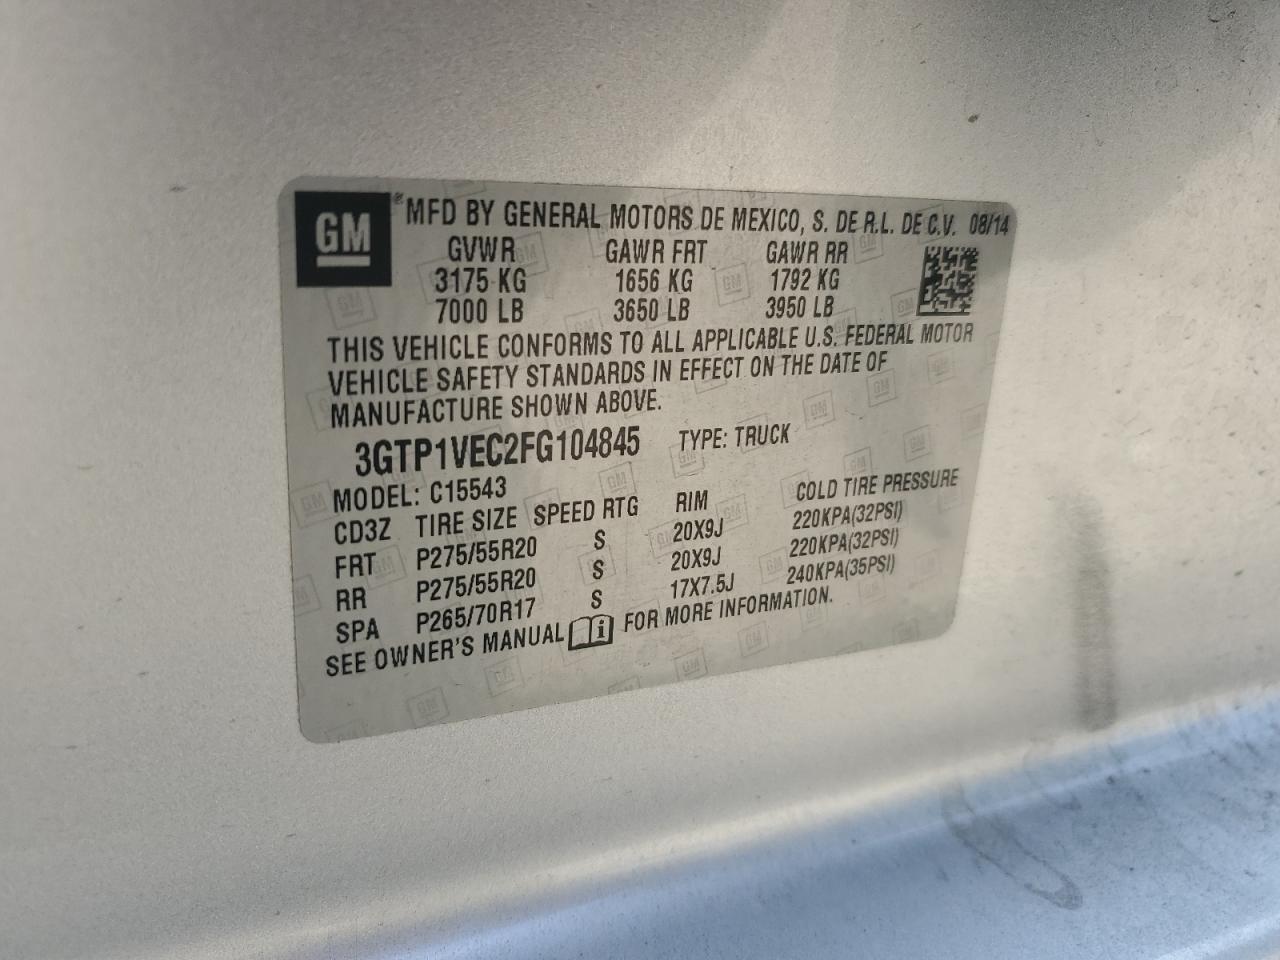 GM ® MFD BY GENERAL MOTORS DE MEXICO, S. DE R.L. DE C.V. 08/14
GVWR GAWR FRT GAWR RR
3175 KG 1656 KG 1792 KG
7000 LB 3650 LB 3950 LB
THIS VEHICLE CONFORMS TO ALL APPLICABLE U.S. FEDERAL MOTOR
VEHICLE SAFETY STANDARDS IN EFFECT ON THE DATE OF
MANUFACTURE SHOWN ABOVE.
3GTP1VEC2FG104845 TYPE: TRUCK
MODEL: C15543
CD3Z TIRE SIZE SPEED RTG RIM COLD TIRE PRESSURE
FRT P275/55R20 S 20X9J 220KPA(32PSI)
RR P275/55R20 S 20X9J 220KPA(32PSI)
SPA P265/70R17 S 17X7.5J 240KPA(35PSI)
SEE OWNER'S MANUAL i FOR MORE INFORMATION.